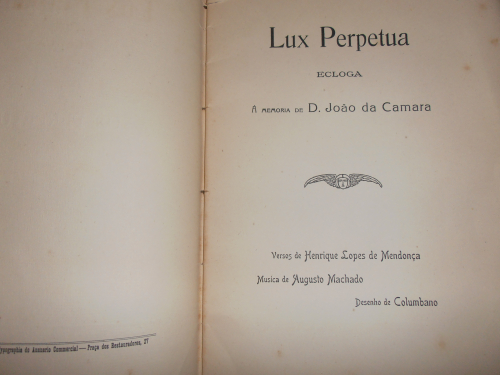 Typographia do Annuario Commercial — Praça dos Restauradores, 27
Lux Perpetua
ECLOGA
Á MEMORIA DE D. João da Camara
Versos de Henrique Lopes de Mendonça
Musica de Augusto Machado
Desenho de Columbano